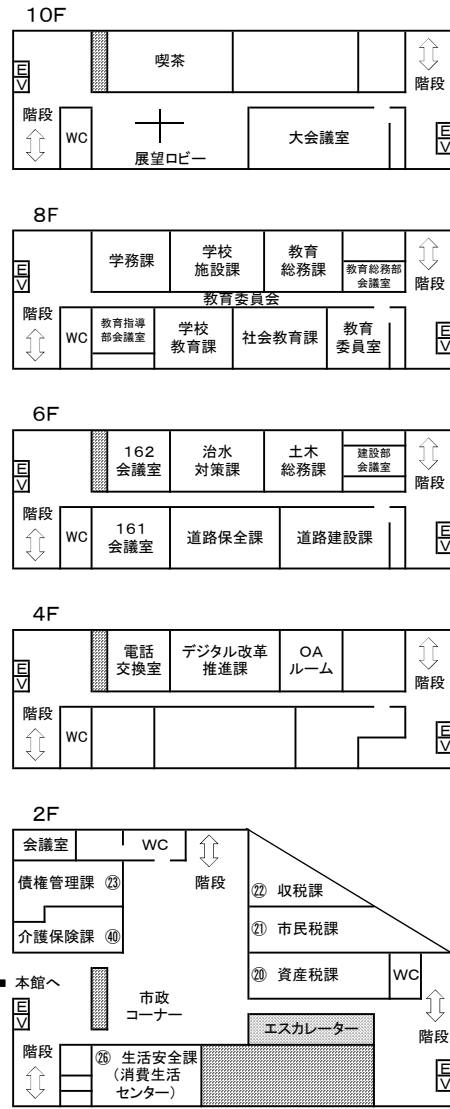 10F
喫茶
EV
階段
階段
WC
展望ロビー
大会議室
EV
8F
学務課
学校
施設課
教育
総務課
教育総務部
会議室
EV
階段
教育委員会
階段
WC
教育指導
部会議室
学校
教育課
社会教育課
教育
委員室
EV
6F
162
会議室
治水
対策課
土木
総務課
建設部
会議室
EV
階段
階段
WC
161
会議室
道路保全課
道路建設課
EV
4F
電話
交換室
デジタル改革
推進課
OA
ルーム
EV
階段
階段
WC
EV
2F
会議室
WC
階段
債権管理課 ㉓
㉒ 収税課
介護保険課 ㊵
㉑ 市民税課
⑳ 資産税課
WC
本館へ
市政
コーナー
EV
エスカレーター
階段
階段
㉖ 生活安全課
(消費生活
センター)
EV